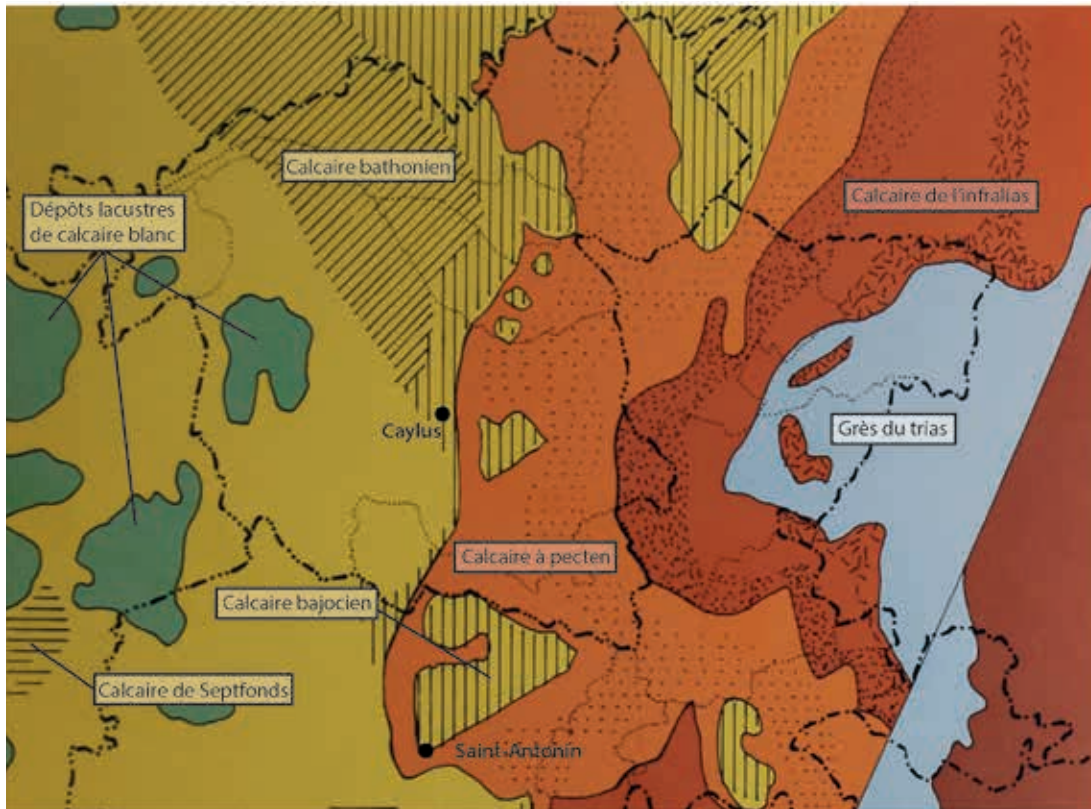 Calcaire bathonien
Calcaire de l'infralias
Dépôts lacustres
de calcaire blanc
Caylus
Grès du trias
Calcaire à pecten
Calcaire bajocien
Calcaire de Septfonds
Saint-Antonin